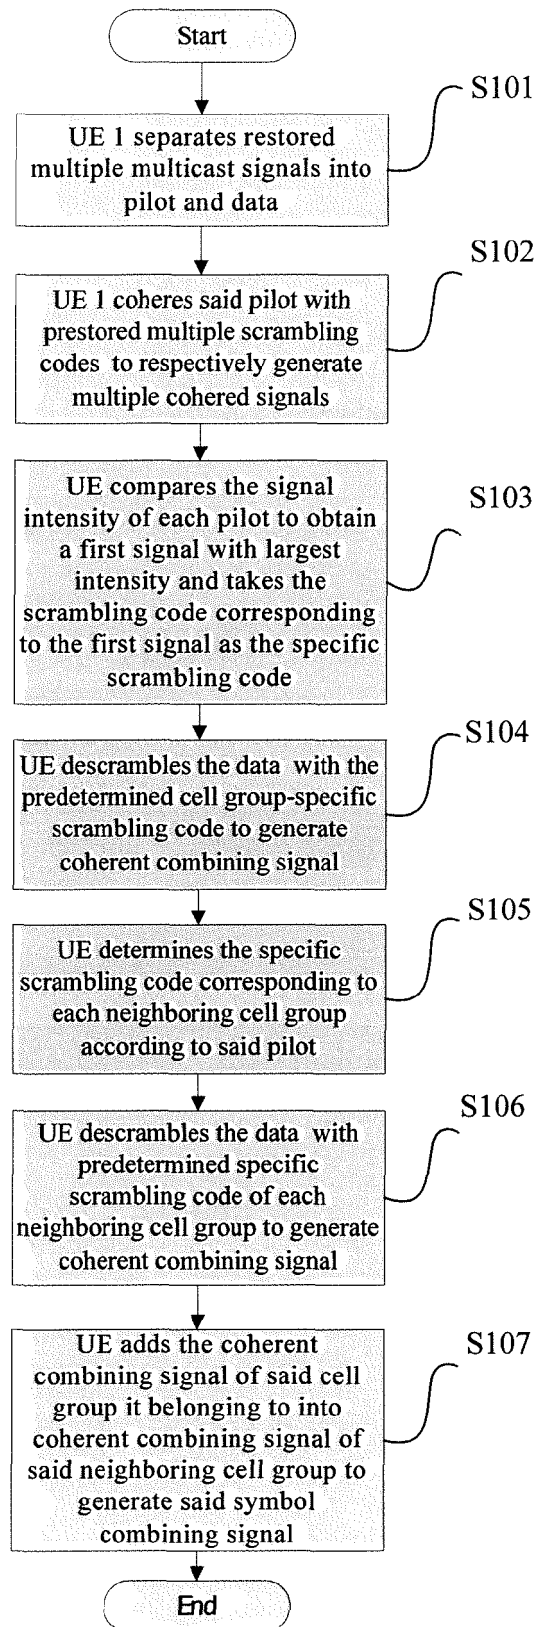 Start
S101
UE 1 separates restored
multiple multicast signals into
pilot and data
S102
UE 1 coheres said pilot with
prestored multiple scrambling
codes to respectively generate
multiple cohered signals
S103
UE compares the signal
intensity of each pilot to obtain
a first signal with largest
intensity and takes the
scrambling code corresponding
to the first signal as the specific
scrambling code
S104
UE descrambles the data with the
predetermined cell group-specific
scrambling code to generate
coherent combining signal
S105
UE determines the specific
scrambling code corresponding to
each neighboring cell group
according to said pilot
S106
UE descrambles the data with
predetermined specific
scrambling code of each
neighboring cell group to generate
coherent combining signal
S107
UE adds the coherent
combining signal of said cell
group it belonging to into
coherent combining signal of
said neighboring cell group to
generate said symbol
combining signal
End